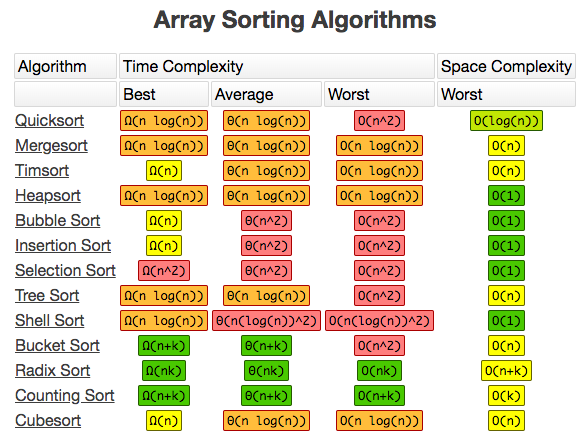 Array Sorting Algorithms
Algorithm Time Complexity Space Complexity
Best Average Worst Worst
Quicksort Ω(n log(n)) Θ(n log(n)) O(n^2) O(log(n))
Mergesort Ω(n log(n)) Θ(n log(n)) O(n log(n)) O(n)
Timsort Ω(n) Θ(n log(n)) O(n log(n)) O(n)
Heapsort Ω(n log(n)) Θ(n log(n)) O(n log(n)) O(1)
Bubble Sort Ω(n) Θ(n^2) O(n^2) O(1)
Insertion Sort Ω(n) Θ(n^2) O(n^2) O(1)
Selection Sort Ω(n^2) Θ(n^2) O(n^2) O(1)
Tree Sort Ω(n log(n)) Θ(n log(n)) O(n^2) O(n)
Shell Sort Ω(n log(n)) Θ(n(log(n))^2) O(n(log(n))^2) O(1)
Bucket Sort Ω(n+k) Θ(n+k) O(n^2) O(n)
Radix Sort Ω(nk) Θ(nk) O(nk) O(n+k)
Counting Sort Ω(n+k) Θ(n+k) O(n+k) O(k)
Cubesort Ω(n) Θ(n log(n)) O(n log(n)) O(n)